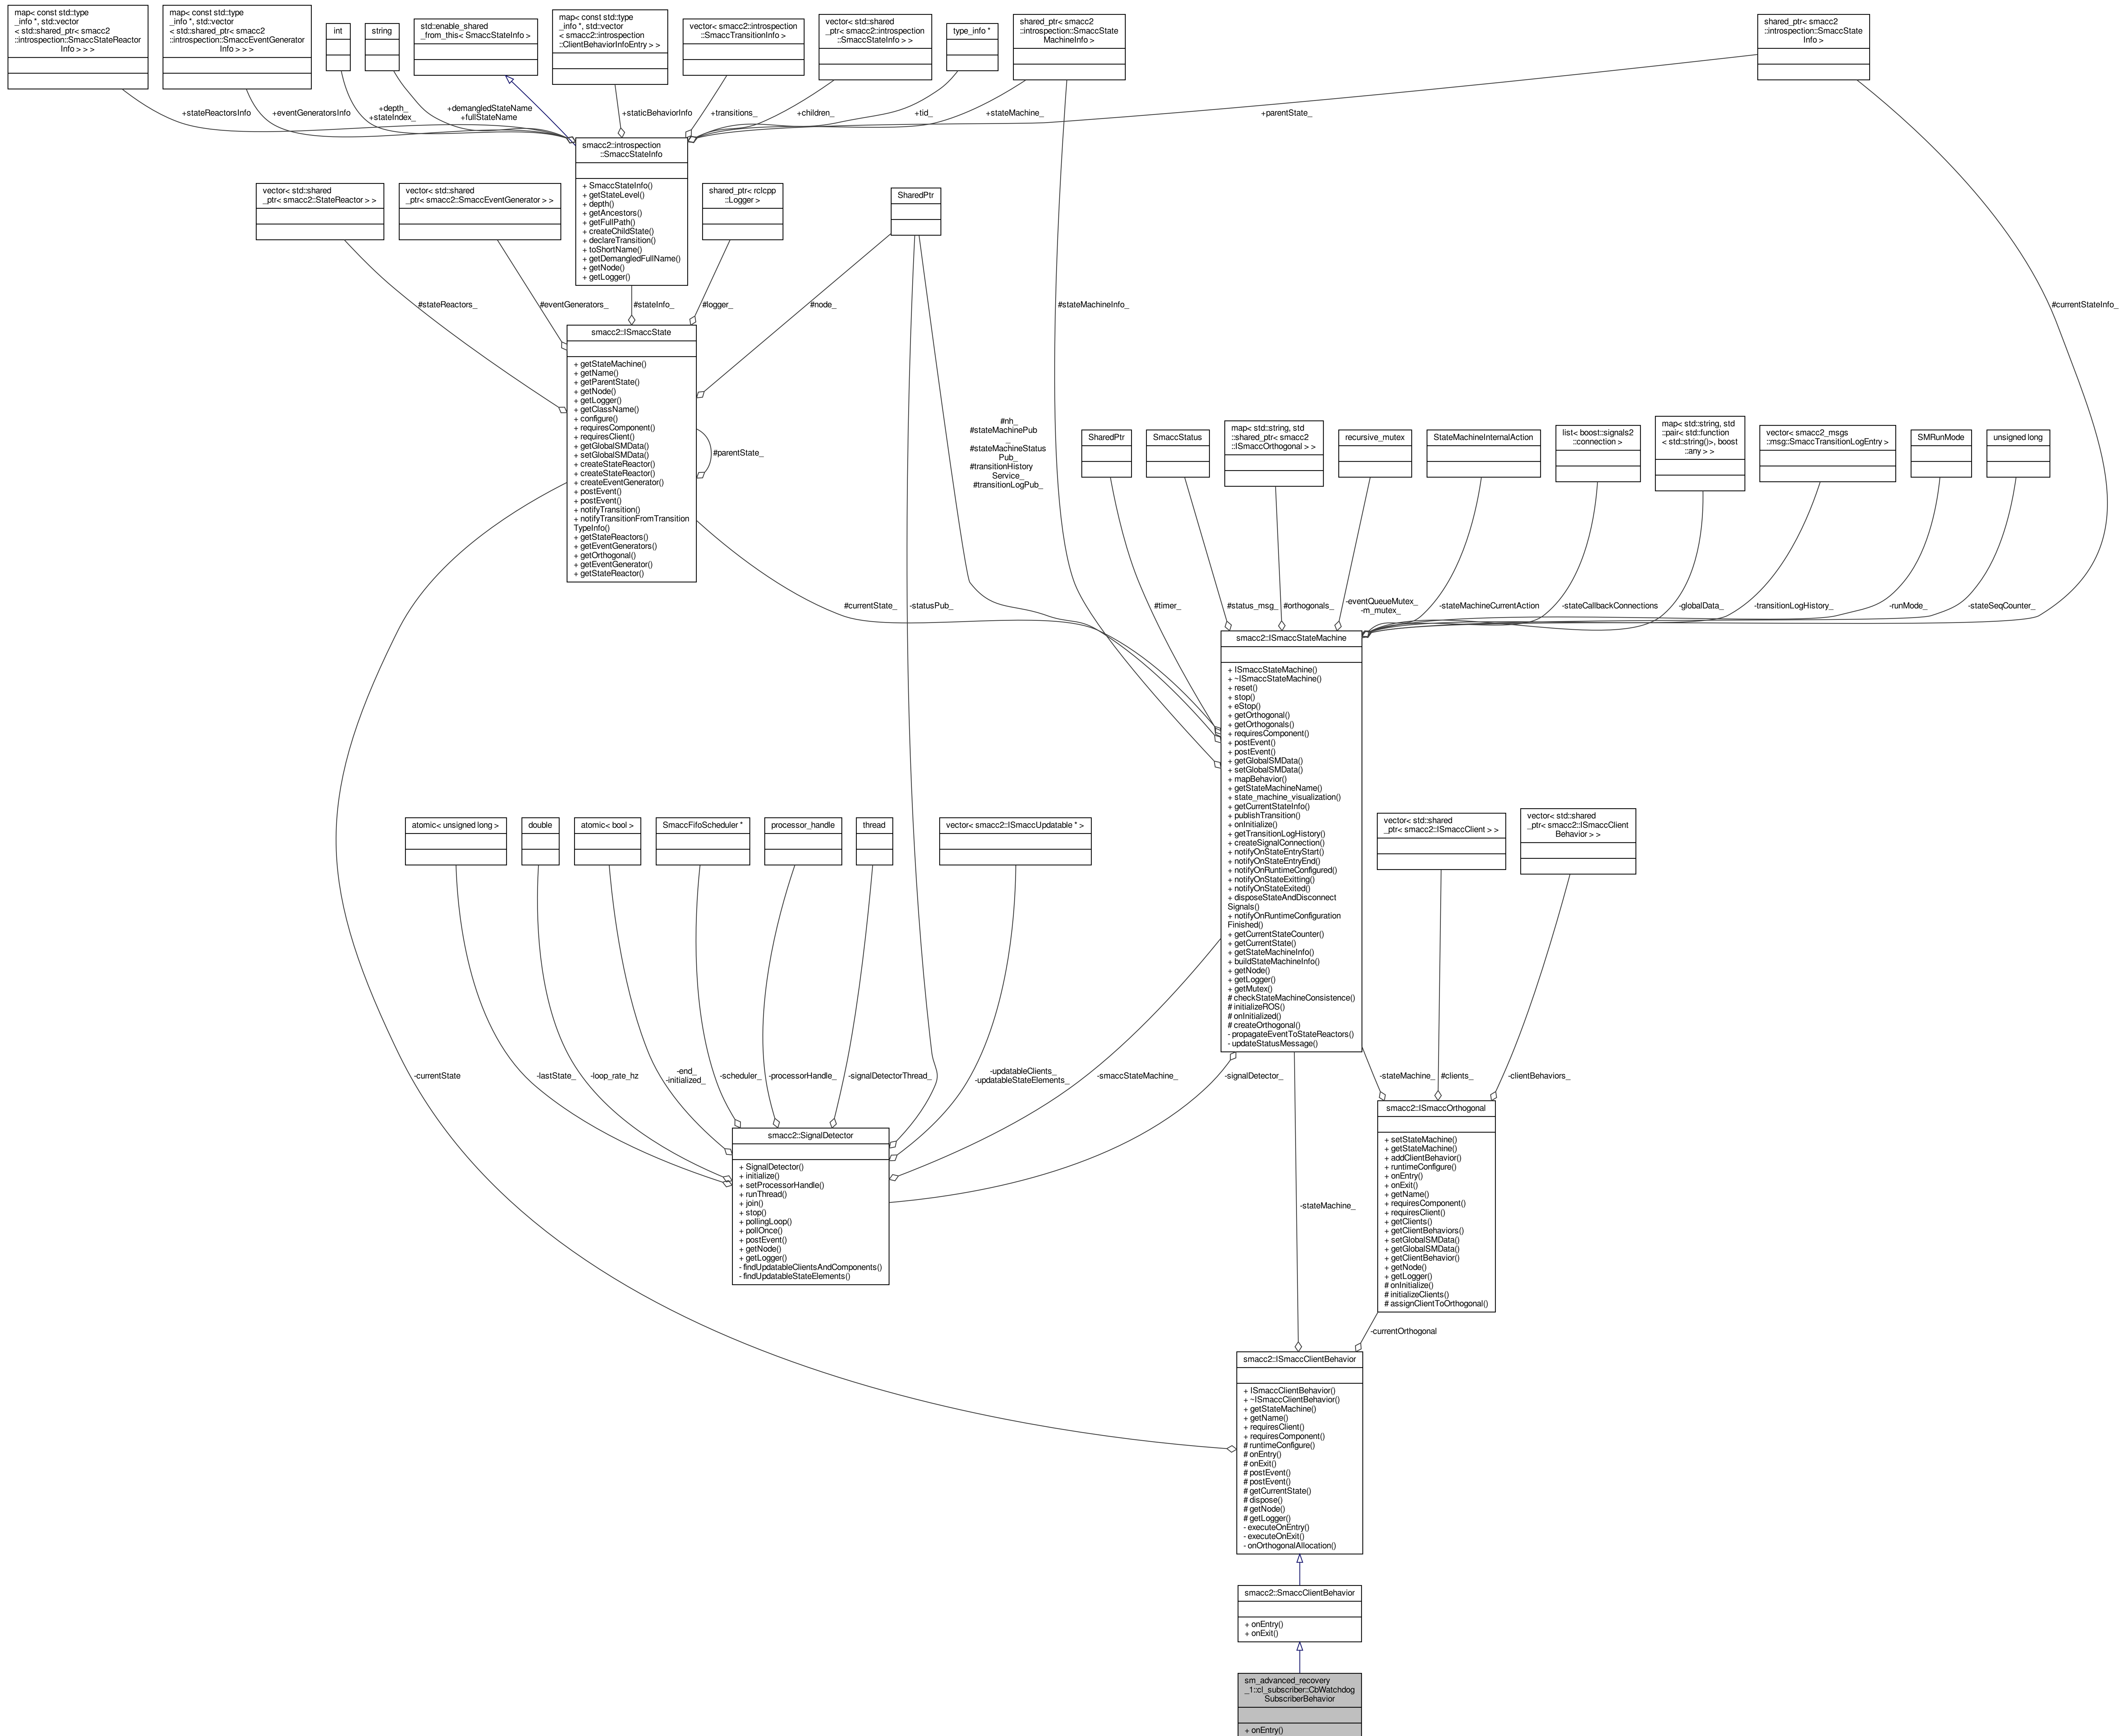 map< const std::type
_info *, std::vector
< std::shared_ptr< smacc2
::introspection::SmaccStateReactor
Info > > >
map< const std::type
_info *, std::vector
< std::shared_ptr< smacc2
::introspection::SmaccEventGenerator
Info > > >
int
string
std::enable_shared
_from_this< SmaccStateInfo >
map< const std::type
_info *, std::vector
< smacc2::introspection
::ClientBehaviorInfoEntry > >
vector< smacc2::introspection
::SmaccTransitionInfo >
vector< std::shared
_ptr< smacc2::introspection
::SmaccStateInfo > >
type_info *
shared_ptr< smacc2
::introspection::SmaccState
MachineInfo >
shared_ptr< smacc2
::introspection::SmaccState
Info >
+stateReactorsInfo
+eventGeneratorsInfo
+depth_
+stateIndex_
+demangledStateName
+fullStateName
+staticBehaviorInfo
+transitions_
+children_
+tid_
+stateMachine_
+parentState_
smacc2::introspection
::SmaccStateInfo
+ SmaccStateInfo()
+ getStateLevel()
+ depth()
+ getAncestors()
+ getFullPath()
+ createChildState()
+ declareTransition()
+ toShortName()
+ getDemangledFullName()
+ getNode()
+ getLogger()
vector< std::shared
_ptr< smacc2::StateReactor > >
vector< std::shared
_ptr< smacc2::SmaccEventGenerator > >
shared_ptr< rclcpp
::Logger >
SharedPtr
#stateReactors_
#eventGenerators_
#stateInfo_
#logger_
#node_
#stateMachineInfo_
#currentStateInfo_
smacc2::ISmaccState
+ getStateMachine()
+ getName()
+ getParentState()
+ getNode()
+ getLogger()
+ getClassName()
+ configure()
+ requiresComponent()
+ requiresClient()
+ getGlobalSMData()
+ setGlobalSMData()
+ createStateReactor()
+ createStateReactor()
+ createEventGenerator()
+ postEvent()
+ postEvent()
+ notifyTransition()
+ notifyTransitionFromTransition
TypeInfo()
+ getStateReactors()
+ getEventGenerators()
+ getOrthogonal()
+ getEventGenerator()
+ getStateReactor()
#parentState_
#nh_
#stateMachinePub
_
#stateMachineStatus
Pub_
#transitionHistory
Service_
#transitionLogPub_
SharedPtr
SmaccStatus
map< std::string, std
::shared_ptr< smacc2
::ISmaccOrthogonal > >
recursive_mutex
StateMachineInternalAction
list< boost::signals2
::connection >
map< std::string, std
::pair< std::function
< std::string()>, boost
::any > >
vector< smacc2_msgs
::msg::SmaccTransitionLogEntry >
SMRunMode
unsigned long
#currentState_
-statusPub_
#timer_
#status_msg_
#orthogonals_
-eventQueueMutex_
-m_mutex_
-stateMachineCurrentAction
-stateCallbackConnections
-globalData_
-transitionLogHistory_
-runMode_
-stateSeqCounter_
smacc2::ISmaccStateMachine
+ ISmaccStateMachine()
+ ~ISmaccStateMachine()
+ reset()
+ stop()
+ eStop()
+ getOrthogonal()
+ getOrthogonals()
+ requiresComponent()
+ postEvent()
+ postEvent()
+ getGlobalSMData()
+ setGlobalSMData()
+ mapBehavior()
+ getStateMachineName()
+ state_machine_visualization()
+ getCurrentStateInfo()
+ publishTransition()
+ onInitialize()
+ getTransitionLogHistory()
+ createSignalConnection()
+ notifyOnStateEntryStart()
+ notifyOnStateEntryEnd()
+ notifyOnRuntimeConfigured()
+ notifyOnStateExitting()
+ notifyOnStateExited()
+ disposeStateAndDisconnect
Signals()
+ notifyOnRuntimeConfiguration
Finished()
+ getCurrentStateCounter()
+ getCurrentState()
+ getStateMachineInfo()
+ buildStateMachineInfo()
+ getNode()
+ getLogger()
+ getMutex()
# checkStateMachineConsistence()
# initializeROS()
# onInitialized()
# createOrthogonal()
- propagateEventToStateReactors()
- updateStatusMessage()
atomic< unsigned long >
double
atomic< bool >
SmaccFifoScheduler *
processor_handle
thread
vector< smacc2::ISmaccUpdatable * >
vector< std::shared
_ptr< smacc2::ISmaccClient > >
vector< std::shared
_ptr< smacc2::ISmaccClient
Behavior > >
-currentState
-lastState_
-loop_rate_hz
-end_
-initialized_
-scheduler_
-processorHandle_
-signalDetectorThread_
-updatableClients_
-updatableStateElements_
-smaccStateMachine_
-signalDetector_
-stateMachine_
#clients_
-clientBehaviors_
smacc2::SignalDetector
+ SignalDetector()
+ initialize()
+ setProcessorHandle()
+ runThread()
+ join()
+ stop()
+ pollingLoop()
+ pollOnce()
+ postEvent()
+ getNode()
+ getLogger()
- findUpdatableClientsAndComponents()
- findUpdatableStateElements()
smacc2::ISmaccOrthogonal
+ setStateMachine()
+ getStateMachine()
+ addClientBehavior()
+ runtimeConfigure()
+ onEntry()
+ onExit()
+ getName()
+ requiresComponent()
+ requiresClient()
+ getClients()
+ getClientBehaviors()
+ setGlobalSMData()
+ getGlobalSMData()
+ getClientBehavior()
+ getNode()
+ getLogger()
# onInitialize()
# initializeClients()
# assignClientToOrthogonal()
-stateMachine_
-currentOrthogonal
smacc2::ISmaccClientBehavior
+ ISmaccClientBehavior()
+ ~ISmaccClientBehavior()
+ getStateMachine()
+ getName()
+ requiresClient()
+ requiresComponent()
# runtimeConfigure()
# onEntry()
# onExit()
# postEvent()
# postEvent()
# getCurrentState()
# dispose()
# getNode()
# getLogger()
- executeOnEntry()
- executeOnExit()
- onOrthogonalAllocation()
smacc2::SmaccClientBehavior
+ onEntry()
+ onExit()
sm_advanced_recovery
_1::cl_subscriber::CbWatchdog
SubscriberBehavior
+ onEntry()